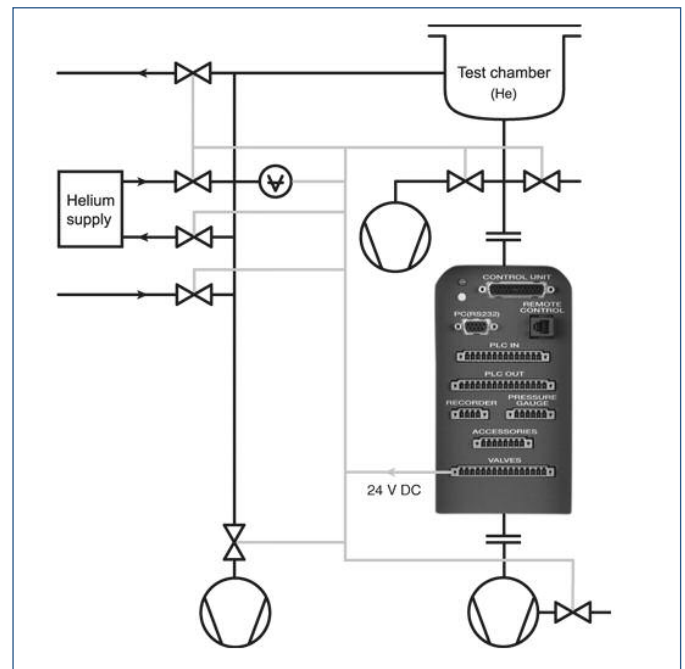 Test chamber
(He)
Helium
supply
CONTROL UNIT
PC(RS232)
REMOTE
CONTROL
PLC IN
PLC OUT
RECORDER
PRESSURE
GAUGE
ACCESSORIES
VALVES
24 V DC